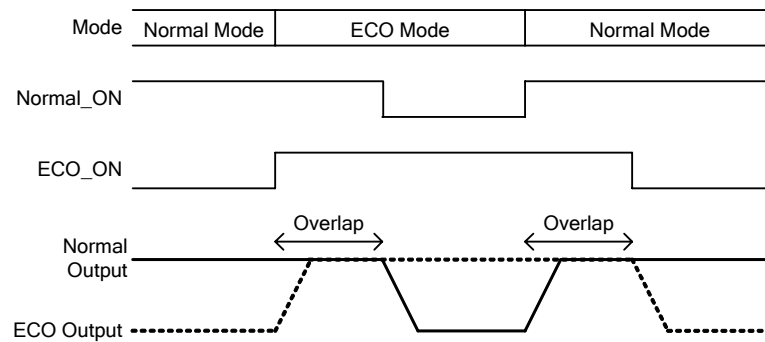 Mode Normal Mode ECO Mode Normal Mode
Normal_ON
ECO_ON
Overlap Overlap
Normal
Output
ECO Output